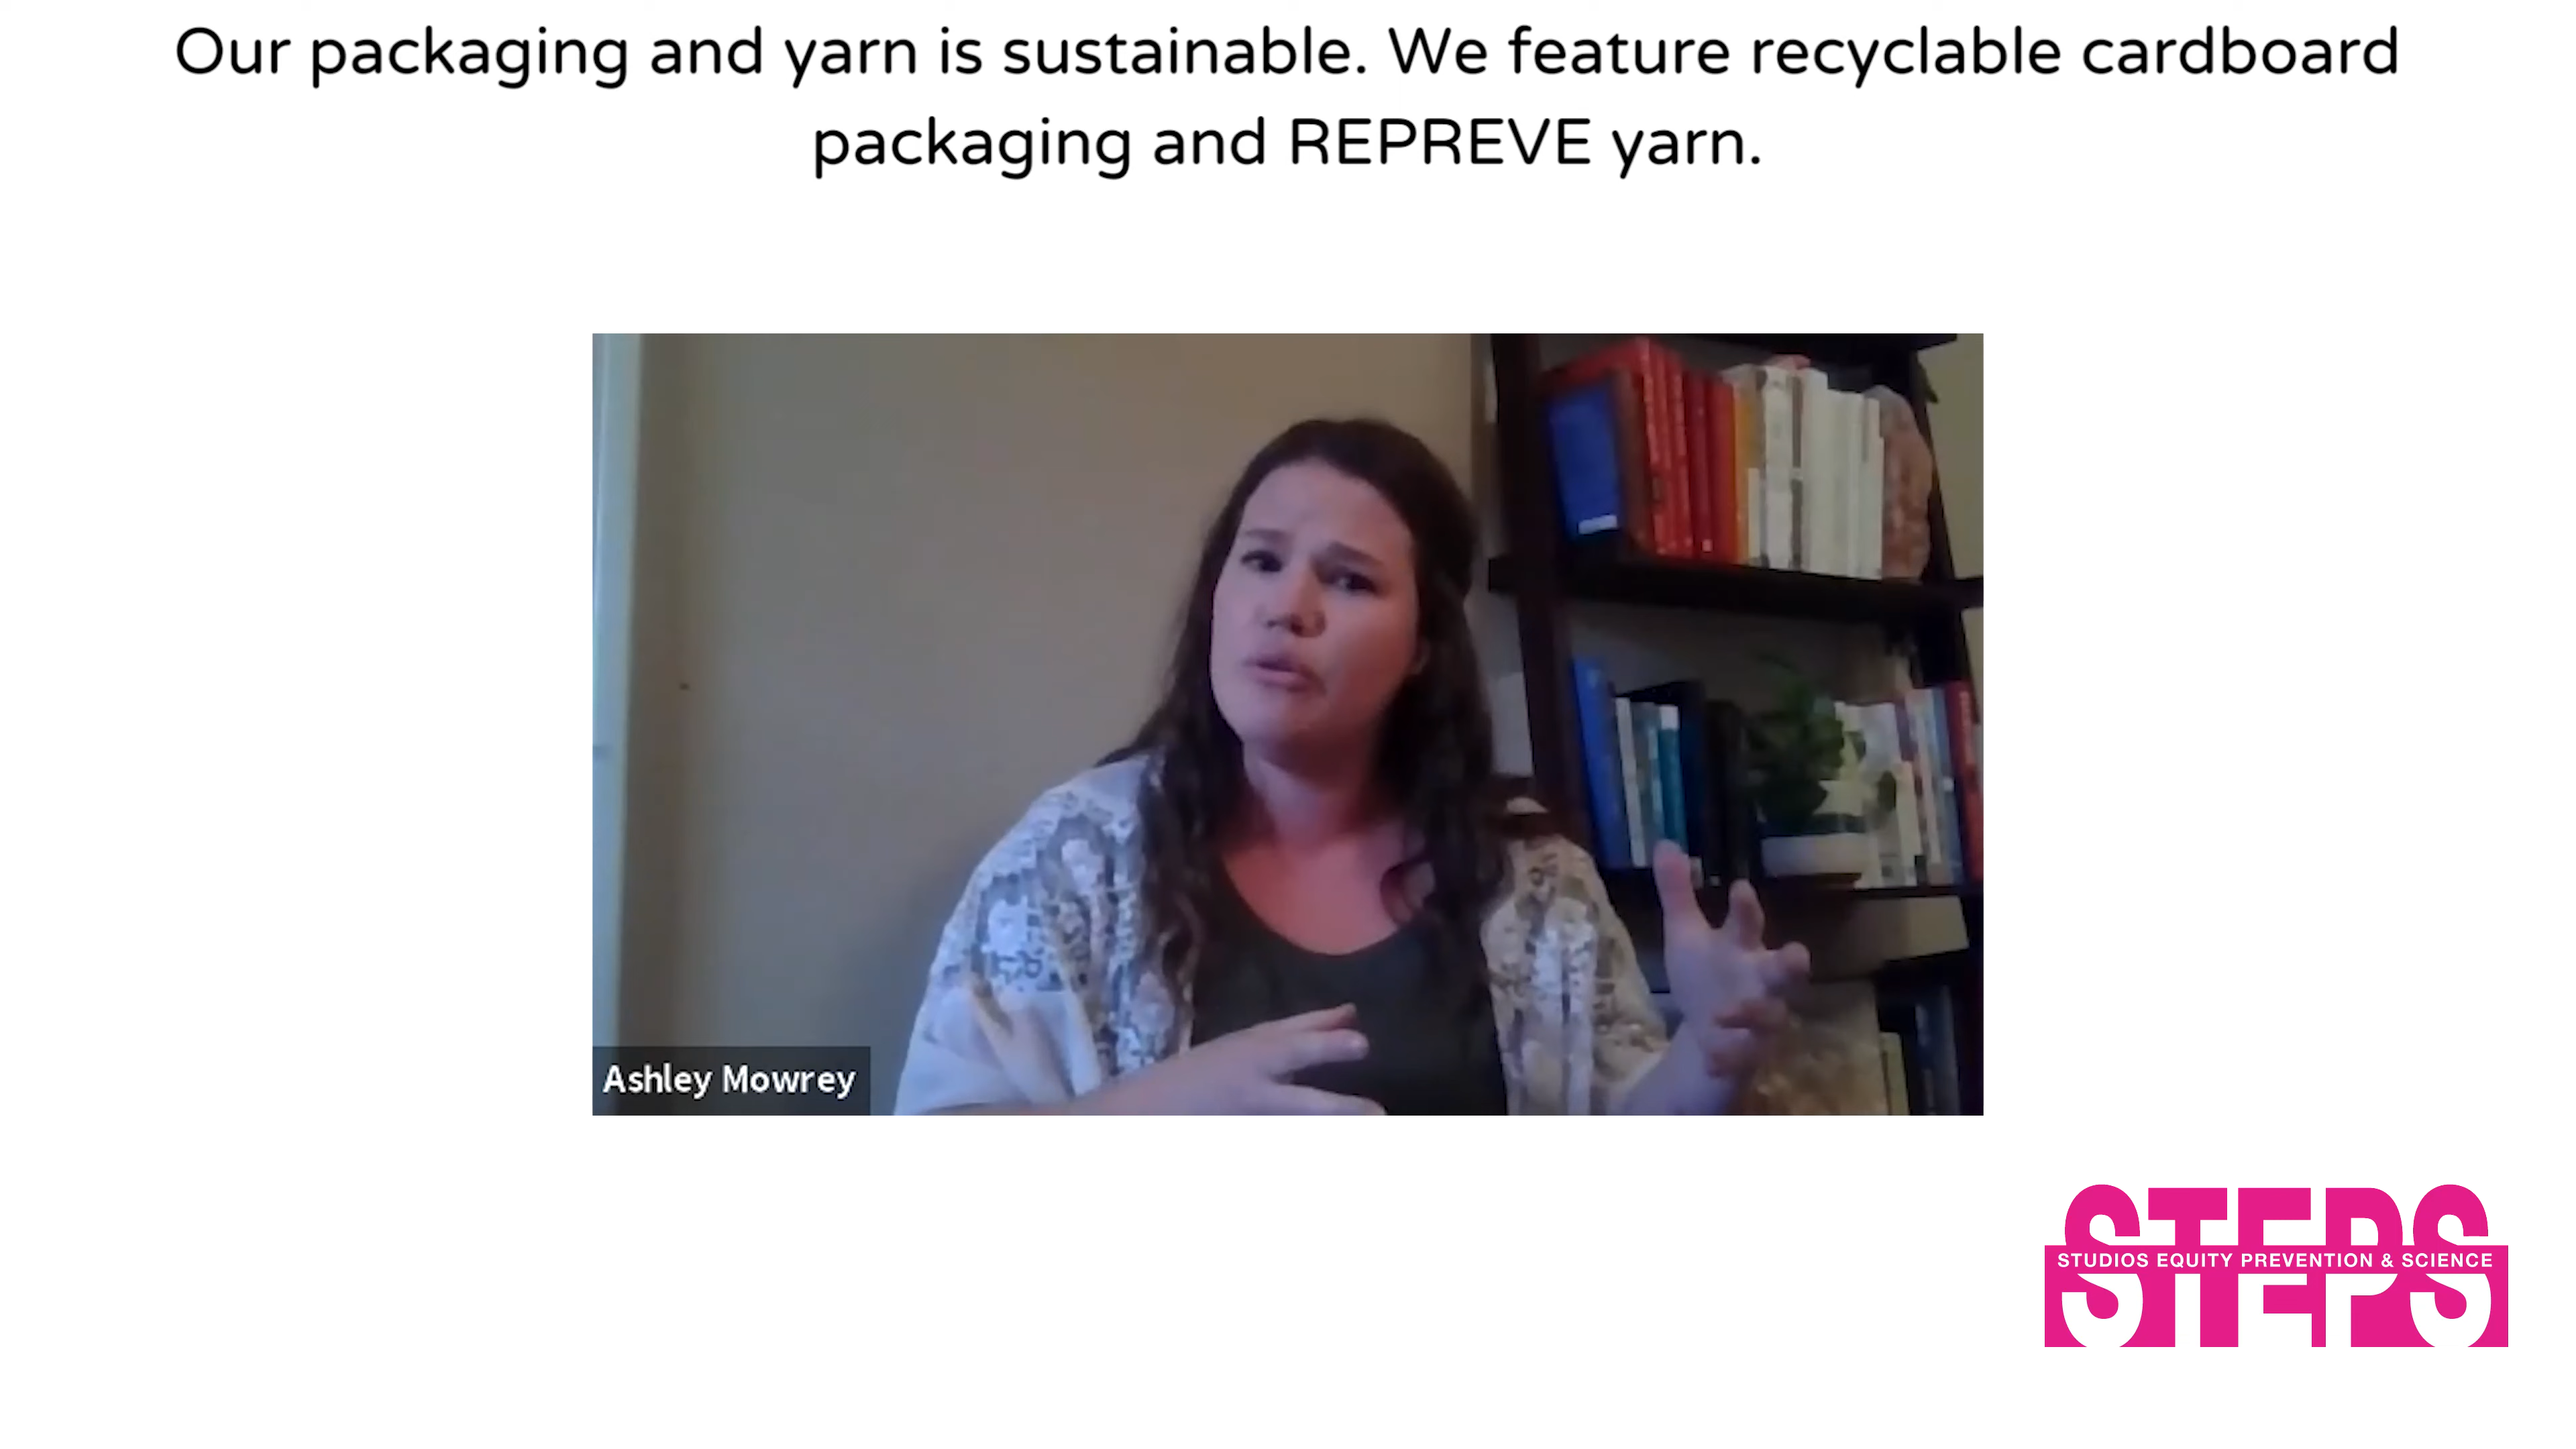 Our packaging and yarn is sustainable. We feature recyclable cardboard
packaging and REPREVE yarn.
Ashley Mowrey
STEPS
STUDIOS EQUITY PREVENTION & SCIENCE